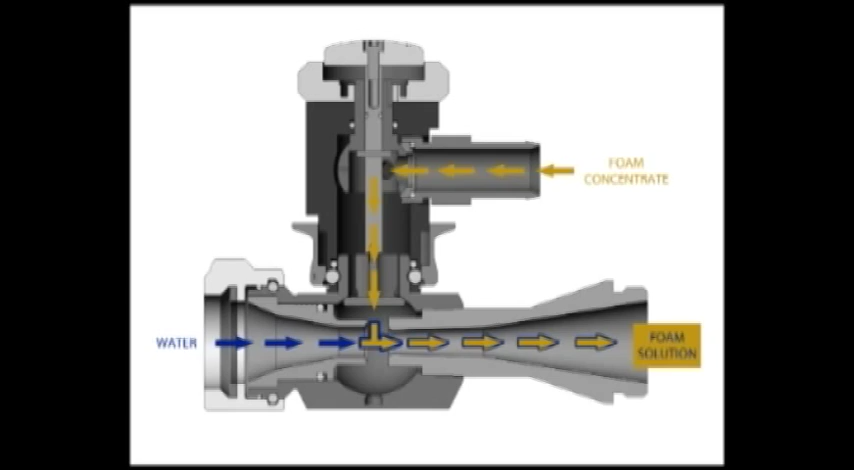 FOAM
CONCENTRATE
WATER
FOAM
SOLUTION